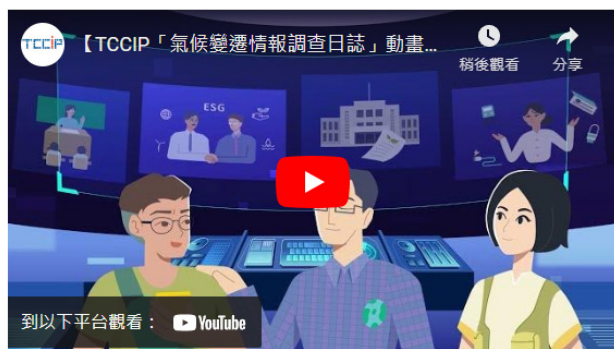 TCCIP
【TCCIP「氣候變遷情報調查日誌」動畫...
稍後觀看
分享
ESG
到以下平台觀看：
YouTube